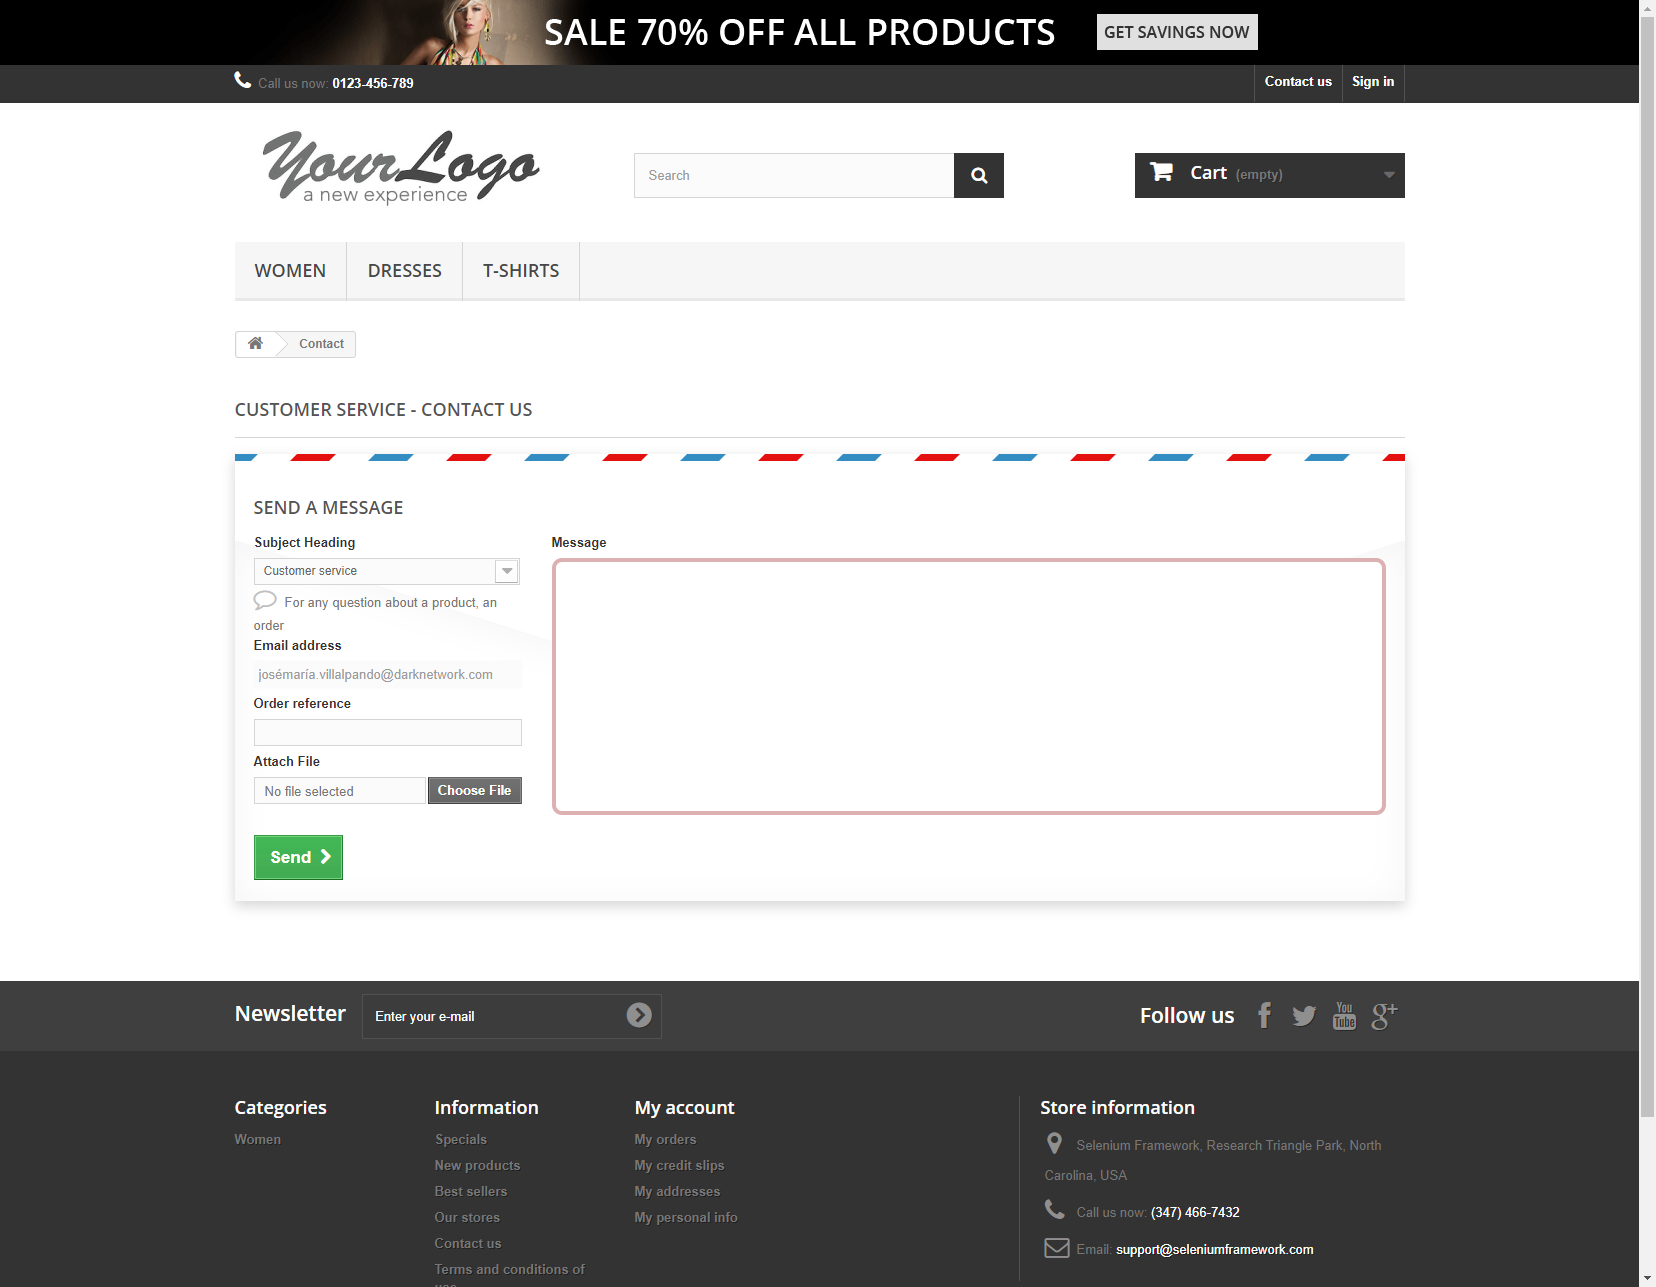 SALE 70% OFF ALL PRODUCTS
GET SAVINGS NOW
Call us now: 0123-456-789
Contact us
Sign in
YourLogo
a new experience
Search
Cart (empty)
WOMEN
DRESSES
T-SHIRTS
Contact
CUSTOMER SERVICE - CONTACT US
SEND A MESSAGE
Subject Heading
Customer service
For any question about a product, an
order
Email address
josémaría.villalpando@darknetwork.com
Order reference
Attach File
No file selected
Choose File
Message
Send
Newsletter
Enter your e-mail
Follow us
You
Tube
g+
Categories
Women
Information
Specials
New products
Best sellers
Our stores
Contact us
Terms and conditions of
My account
My orders
My credit slips
My addresses
My personal info
Store information
Selenium Framework, Research Triangle Park, North
Carolina, USA
Call us now: (347) 466-7432
Email: support@seleniumframework.com